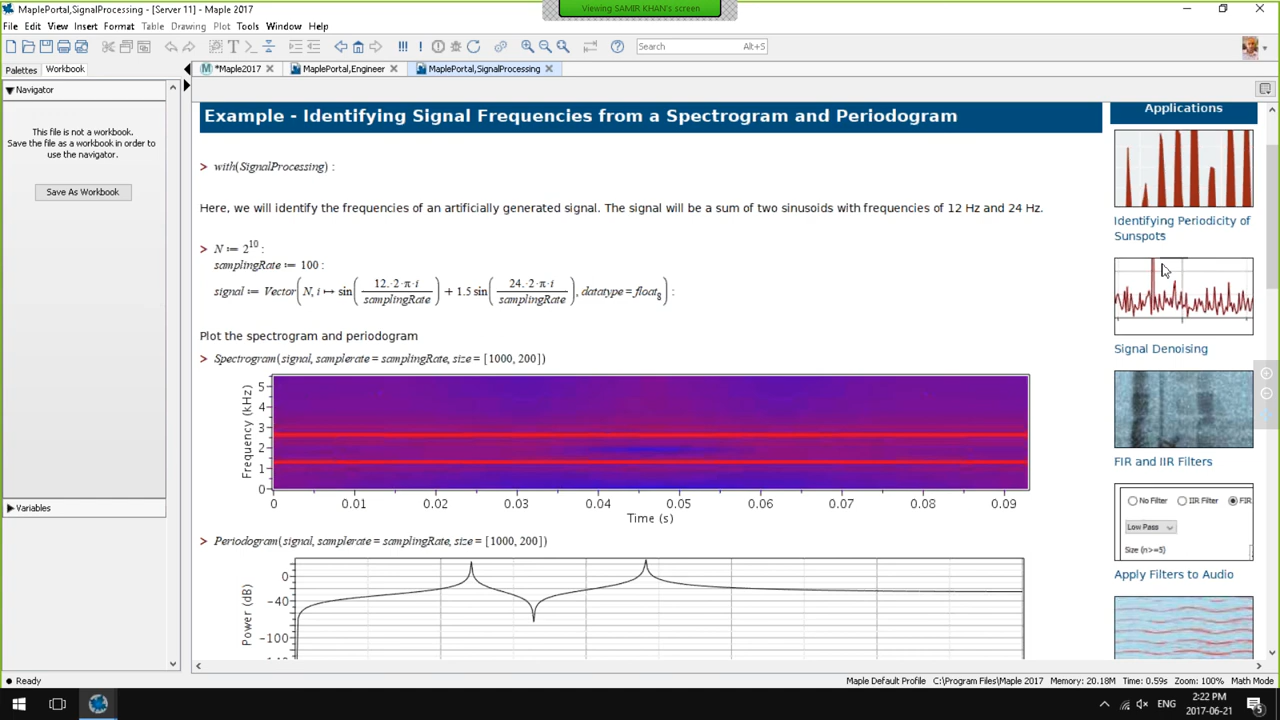 MaplePortal,SignalProcessing - [Server 11] - Maple 2017
Viewing SAMIR KHAN's screen
File Edit View Insert Format Table Drawing Plot Tools Window Help
Search Alt+S
Palettes Workbook
*Maple2017 MaplePortal,Engineer MaplePortal,SignalProcessing
Navigator
This file is not a workbook.
Save the file as a workbook in order to
use the navigator.
Save As Workbook
Variables
Example - Identifying Signal Frequencies from a Spectrogram and Periodogram
> with(SignalProcessing) :
Here, we will identify the frequencies of an artificially generated signal. The signal will be a sum of two sinusoids with frequencies of 12 Hz and 24 Hz.
> N := 2^10 :
samplingRate := 100 :
signal := Vector(N, i ↦ sin(12.·2·π·i / samplingRate) + 1.5 sin(24.·2·π·i / samplingRate), datatype = float_8) :
Plot the spectrogram and periodogram
> Spectrogram(signal, samplerate = samplingRate, size = [1000, 200])
Frequency (kHz)
5
4
3
2
1
0
0 0.01 0.02 0.03 0.04 0.05 0.06 0.07 0.08 0.09
Time (s)
> Periodogram(signal, samplerate = samplingRate, size = [1000, 200])
Power (dB)
0
-40
-100
Applications
Identifying Periodicity of
Sunspots
Signal Denoising
FIR and IIR Filters
No Filter IIR Filter FIR
Low Pass
Size (n>=5)
Apply Filters to Audio
Ready
Maple Default Profile C:\Program Files\Maple 2017 Memory: 20.18M Time: 0.59s Zoom: 100% Math Mode
ENG
2:22 PM
2017-06-21
5